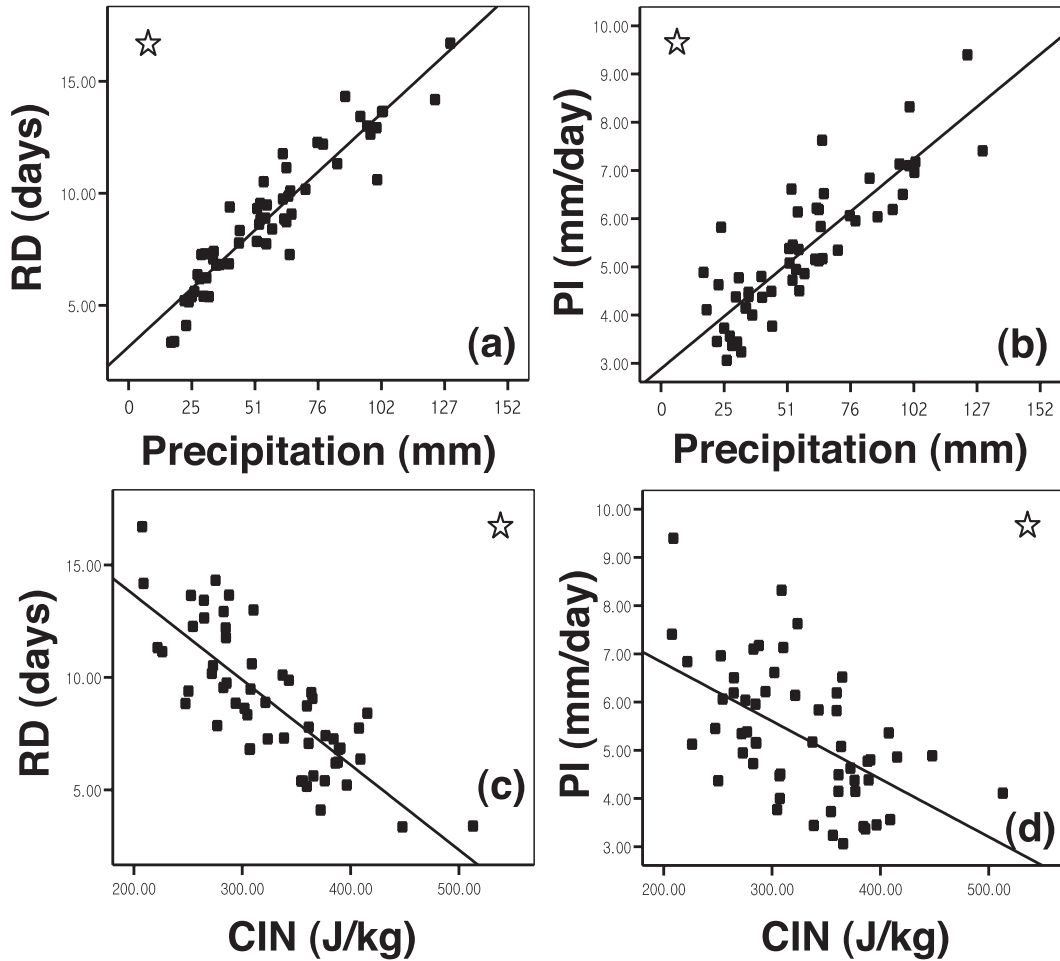 RD (days)
15.00
10.00
5.00
(a)
0 25 51 76 102 127 152
Precipitation (mm)
PI (mm/day)
10.00
9.00
8.00
7.00
6.00
5.00
4.00
3.00
(b)
0 25 51 76 102 127 152
Precipitation (mm)
RD (days)
15.00
10.00
5.00
(c)
200.00 300.00 400.00 500.00
CIN (J/kg)
PI (mm/day)
10.00
9.00
8.00
7.00
6.00
5.00
4.00
3.00
(d)
200.00 300.00 400.00 500.00
CIN (J/kg)